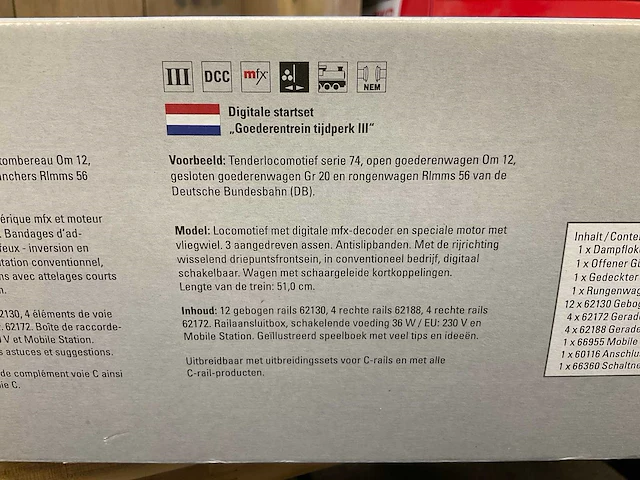 III DCC mfx NEM
Digitale startset
„Goederentrein tijdperk III"
Voorbeeld: Tenderlocomotief serie 74, open goederenwagen Om 12,
gesloten goederenwagen Gr 20 en rongenwagen Rlmms 56 van de
Deutsche Bundesbahn (DB).
Model: Locomotief met digitale mfx-decoder en speciale motor met
vliegwiel. 3 aangedreven assen. Antislipbanden. Met de rijrichting
wisselend driepuntsfrontsein, in conventioneel bedrijf, digitaal
schakelbaar. Wagen met schaargeleide kortkoppelingen.
Lengte van de trein: 51,0 cm.
Inhoud: 12 gebogen rails 62130, 4 rechte rails 62188, 4 rechte rails
62172. Railaansluitbox, schakelende voeding 36 W / EU: 230 V en
Mobile Station. Geïllustreerd speelboek met veel tips en ideeën.
Uitbreidbaar met uitbreidingssets voor C-rails en met alle
C-rail-producten.
tombereau Om 12,
nchers Rlmms 56
érique mfx et moteur
. Bandages d'ad-
feux - inversion en
tation conventionnel,
ns avec attelages courts
n.
2130, 4 éléments de voie
. 62172. Boîte de raccorde-
V et Mobile Station.
s astuces et suggestions.
de complément voie C ainsi
oie C.
Inhalt / Conte
1 x Dampflok
1 x Offener Gü
1 x Gedeckter
1 x Rungenwag
12 x 62130 Gebog
4 x 62172 Gerad
4 x 62188 Gerade
1 x 66955 Mobile
1 x 60116 Anschlu
1 x 66360 Schaltne